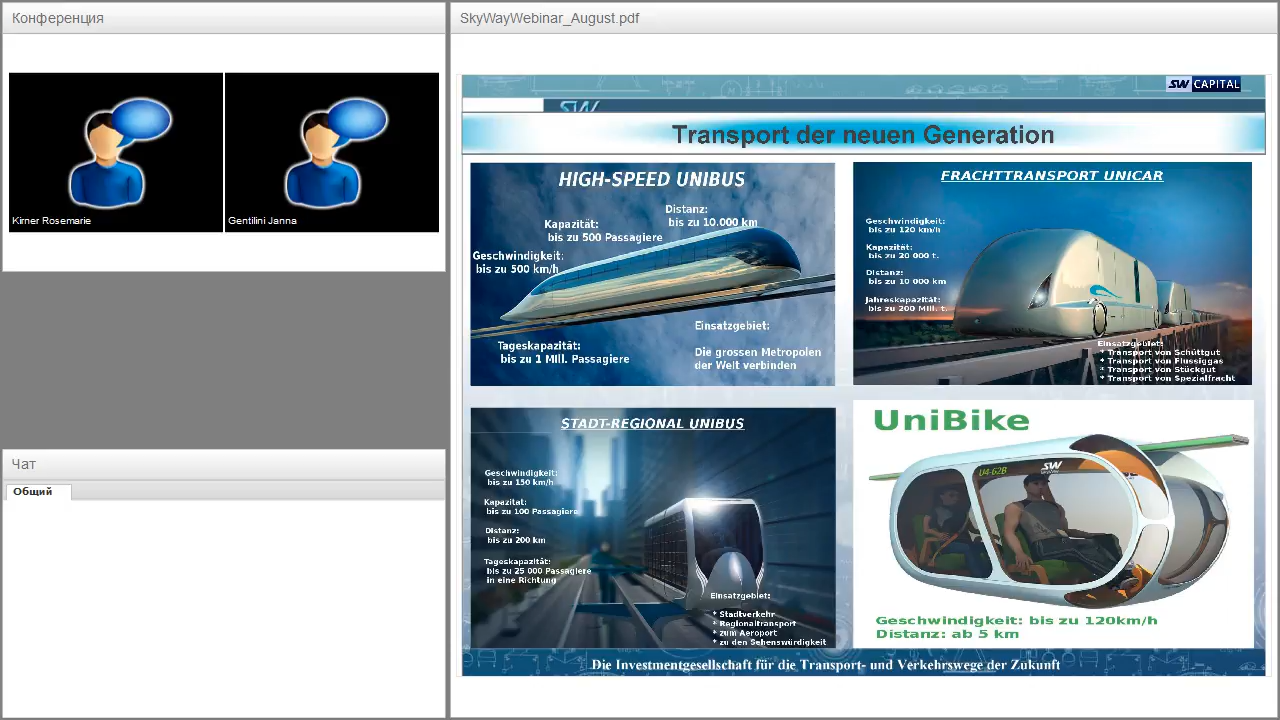 Конференция
Kirner Rosemarie
Gentilini Janna
Чат
Общий
SkyWayWebinar_August.pdf
SW CAPITAL
SW
Transport der neuen Generation
HIGH-SPEED UNIBUS
Distanz:
bis zu 10.000 km
Kapazität:
bis zu 500 Passagiere
Geschwindigkeit:
bis zu 500 km/h
Tageskapazität:
bis zu 1 Mill. Passagiere
Einsatzgebiet:
Die grossen Metropolen
der Welt verbinden
FRACHTTRANSPORT UNICAR
Geschwindigkeit:
bis zu 120 km/h
Kapazität:
bis zu 20 000 t.
Distanz:
bis zu 10 000 km
Jahreskapazität:
bis zu 200 Mill. t.
Einsatzgebiet:
* Transport von Schüttgut
* Transport von Flüssiggas
* Transport von Stückgut
* Transport von Spezialfracht
STADT-REGIONAL UNIBUS
Geschwindigkeit:
bis zu 150 km/h
Kapazität:
bis zu 100 Passagiere
Distanz:
bis zu 200 km
Tageskapazität:
bis zu 25 000 Passagiere
in eine Richtung
Einsatzgebiet:
* Stadtverkehr
* Regionaltransport
* zum Aeroport
* zu den Sehenswürdigkeit
UniBike
U4-62B
SW
Geschwindigkeit: bis zu 120km/h
Distanz: ab 5 km
Die Investmentgesellschaft für die Transport- und Verkehrswege der Zukunft